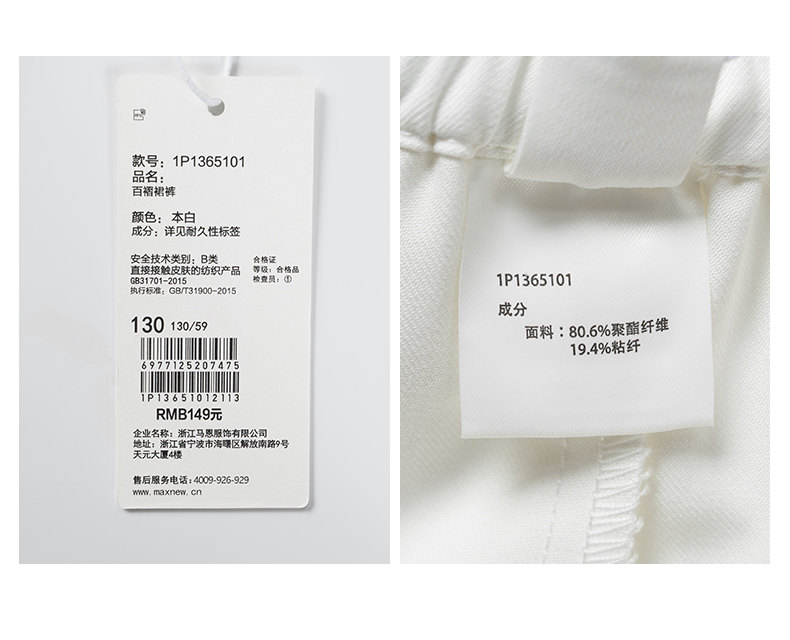 款号：1P1365101
品名：
百褶裙裤
颜色：本白
成分：详见耐久性标签
安全技术类别：B类
直接接触皮肤的纺织产品
GB31701-2015
执行标准：GB/T31900-2015
合格证
等级：合格品
检查员：①
130 130/59
6977125207475
1P13651012113
RMB149元
企业名称：浙江马恩服饰有限公司
地址：浙江省宁波市海曙区解放南路9号
天元大厦4楼
售后服务电话：4009-926-929
www.maxnew.cn
1P1365101
成分
面料：80.6%聚酯纤维
19.4%粘纤